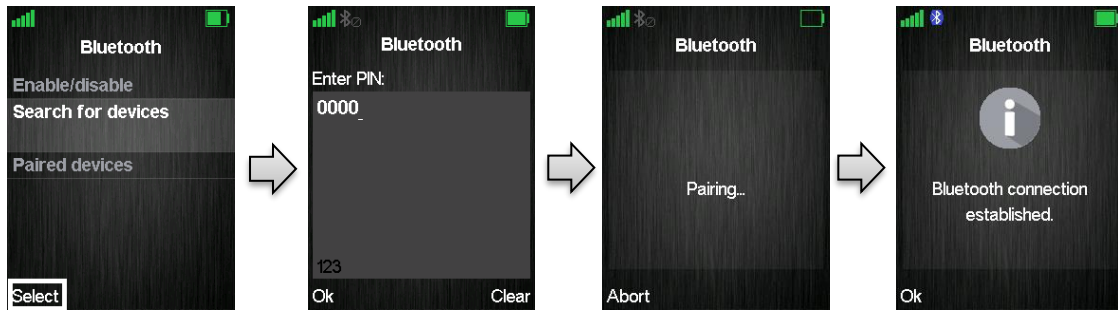 Bluetooth
Enable/disable
Search for devices
Paired devices
Select
Bluetooth
Enter PIN:
0000_
123
Ok Clear
Bluetooth
Pairing...
Abort
Bluetooth
i
Bluetooth connection
established.
Ok